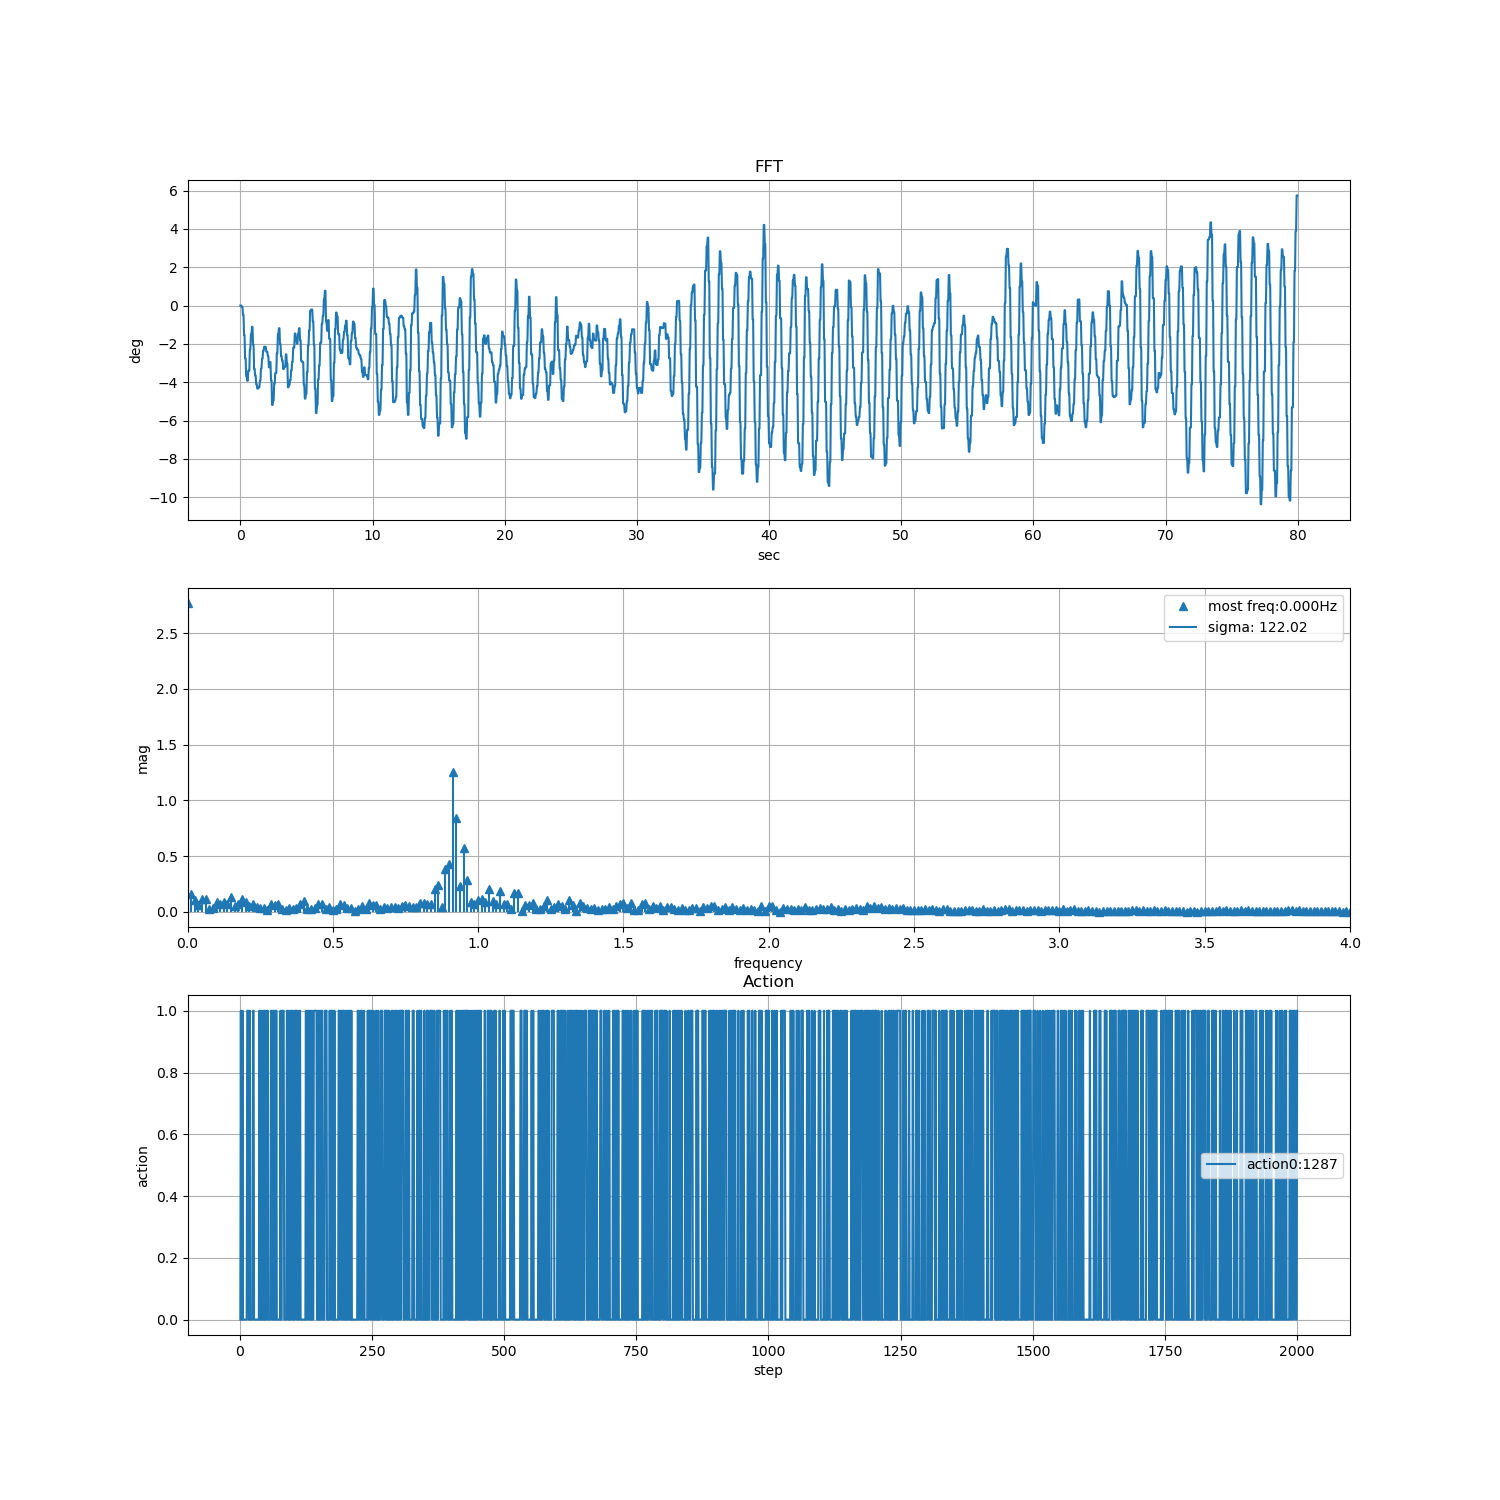 FFT
6
4
2
0
−2
−4
−6
−8
−10
deg
0 10 20 30 40 50 60 70 80
sec
most freq:0.000Hz
sigma: 122.02
2.5
2.0
1.5
1.0
0.5
0.0
mag
0.0 0.5 1.0 1.5 2.0 2.5 3.0 3.5 4.0
frequency
Action
1.0
0.8
0.6
0.4
0.2
0.0
action
action0:1287
0 250 500 750 1000 1250 1500 1750 2000
step